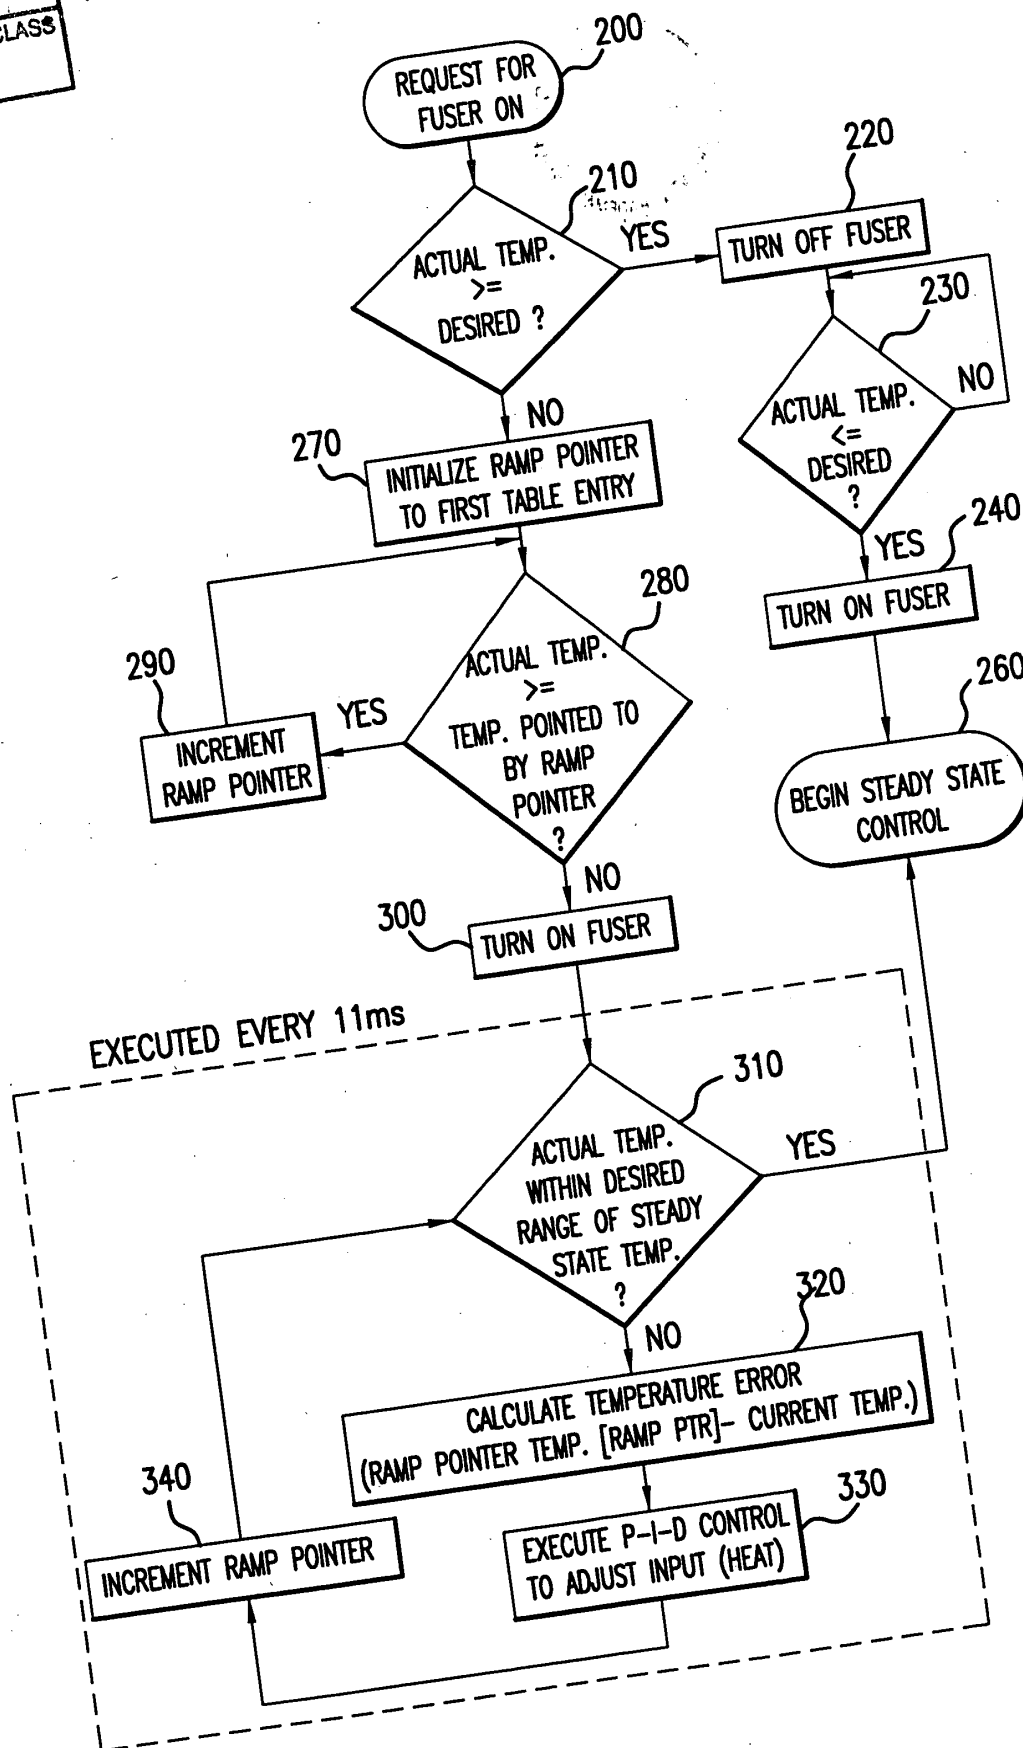 CLASS
200
REQUEST FOR
FUSER ON
210
ACTUAL TEMP.
>=
DESIRED ?
YES
220
TURN OFF FUSER
230
ACTUAL TEMP.
<=
DESIRED
?
NO
YES
240
TURN ON FUSER
260
BEGIN STEADY STATE
CONTROL
NO
270
INITIALIZE RAMP POINTER
TO FIRST TABLE ENTRY
280
ACTUAL TEMP.
>=
TEMP. POINTED TO
BY RAMP
POINTER
?
YES
290
INCREMENT
RAMP POINTER
NO
300
TURN ON FUSER
EXECUTED EVERY 11ms
310
ACTUAL TEMP.
WITHIN DESIRED
RANGE OF STEADY
STATE TEMP.
?
YES
NO
320
CALCULATE TEMPERATURE ERROR
(RAMP POINTER TEMP. [RAMP PTR]- CURRENT TEMP.)
330
EXECUTE P-I-D CONTROL
TO ADJUST INPUT (HEAT)
340
INCREMENT RAMP POINTER